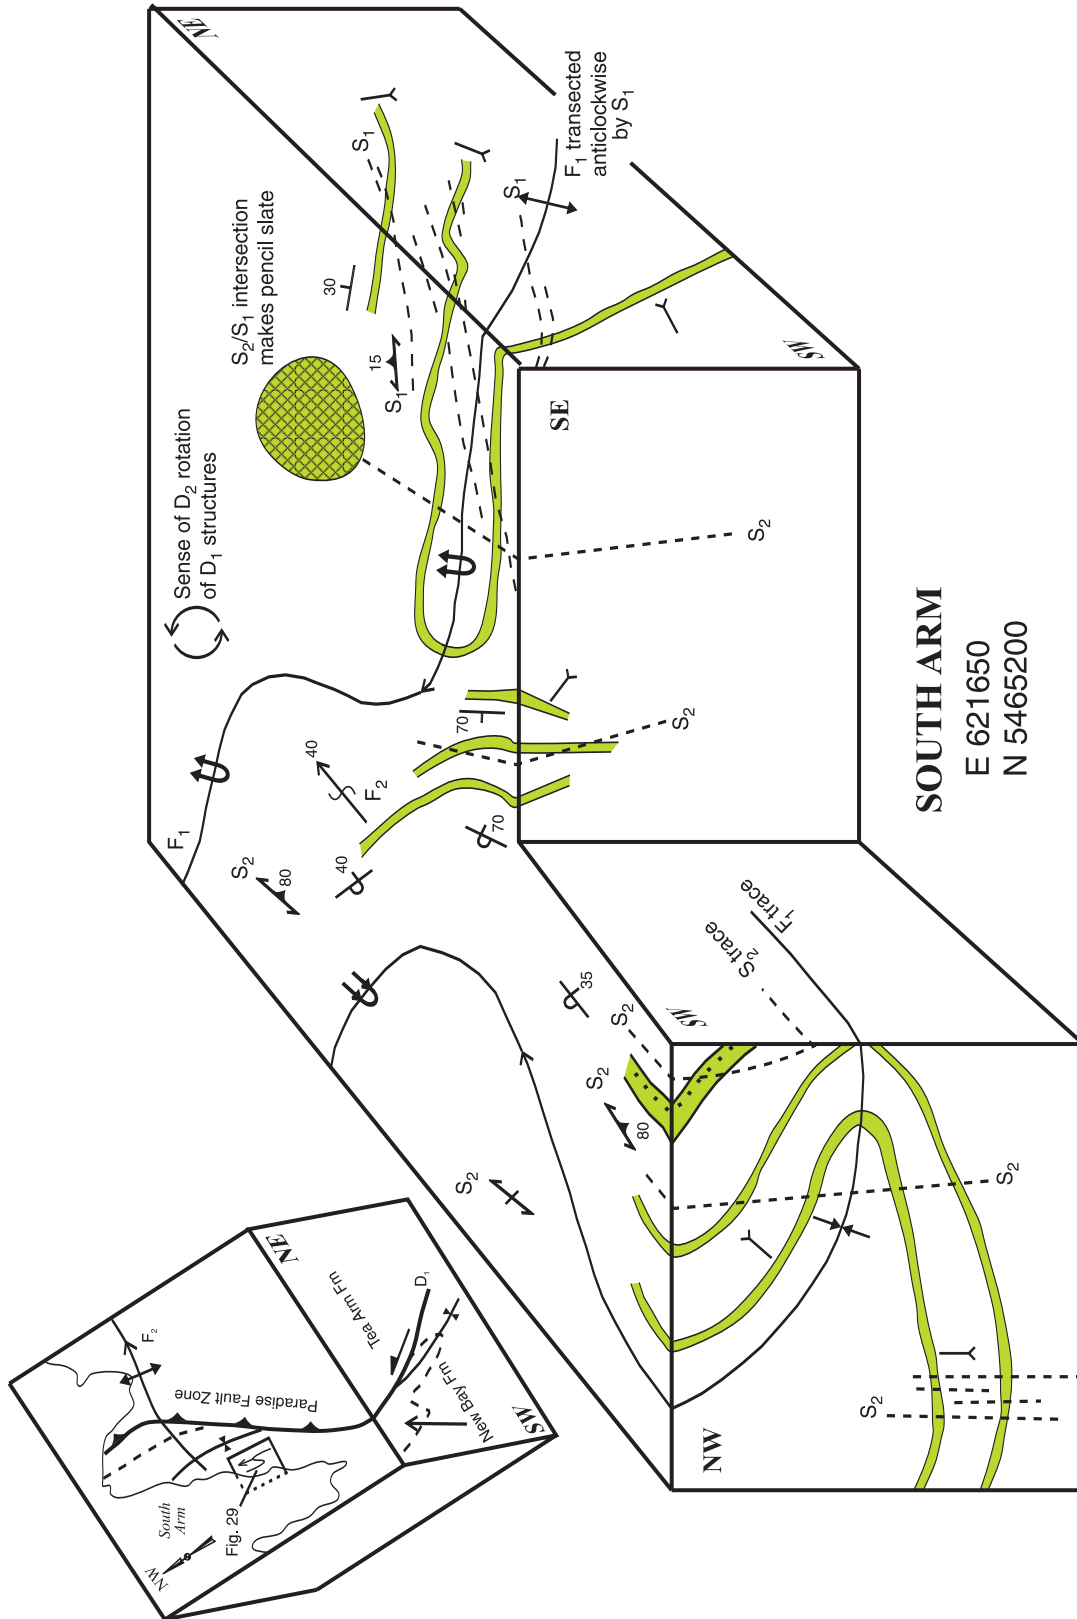 NE
S₁
S₂/S₁ intersection
makes pencil slate
30
15
S₁
S₁
F₁ transected
anticlockwise
by S₁
SW
SE
Sense of D₂ rotation
of D₁ structures
S₂
S₂
70
F₁
40
F₂
S₂
80
40
70
SOUTH ARM
E 621650
N 5465200
F₁ trace
S₂ trace
SW
35
S₂
S₂
80
S₂
S₂
S₂
NW
NE
F₂
Paradise Fault Zone
Tea Arm Fm
D₁
New Bay Fm
SW
South
Arm
Fig. 29
NW